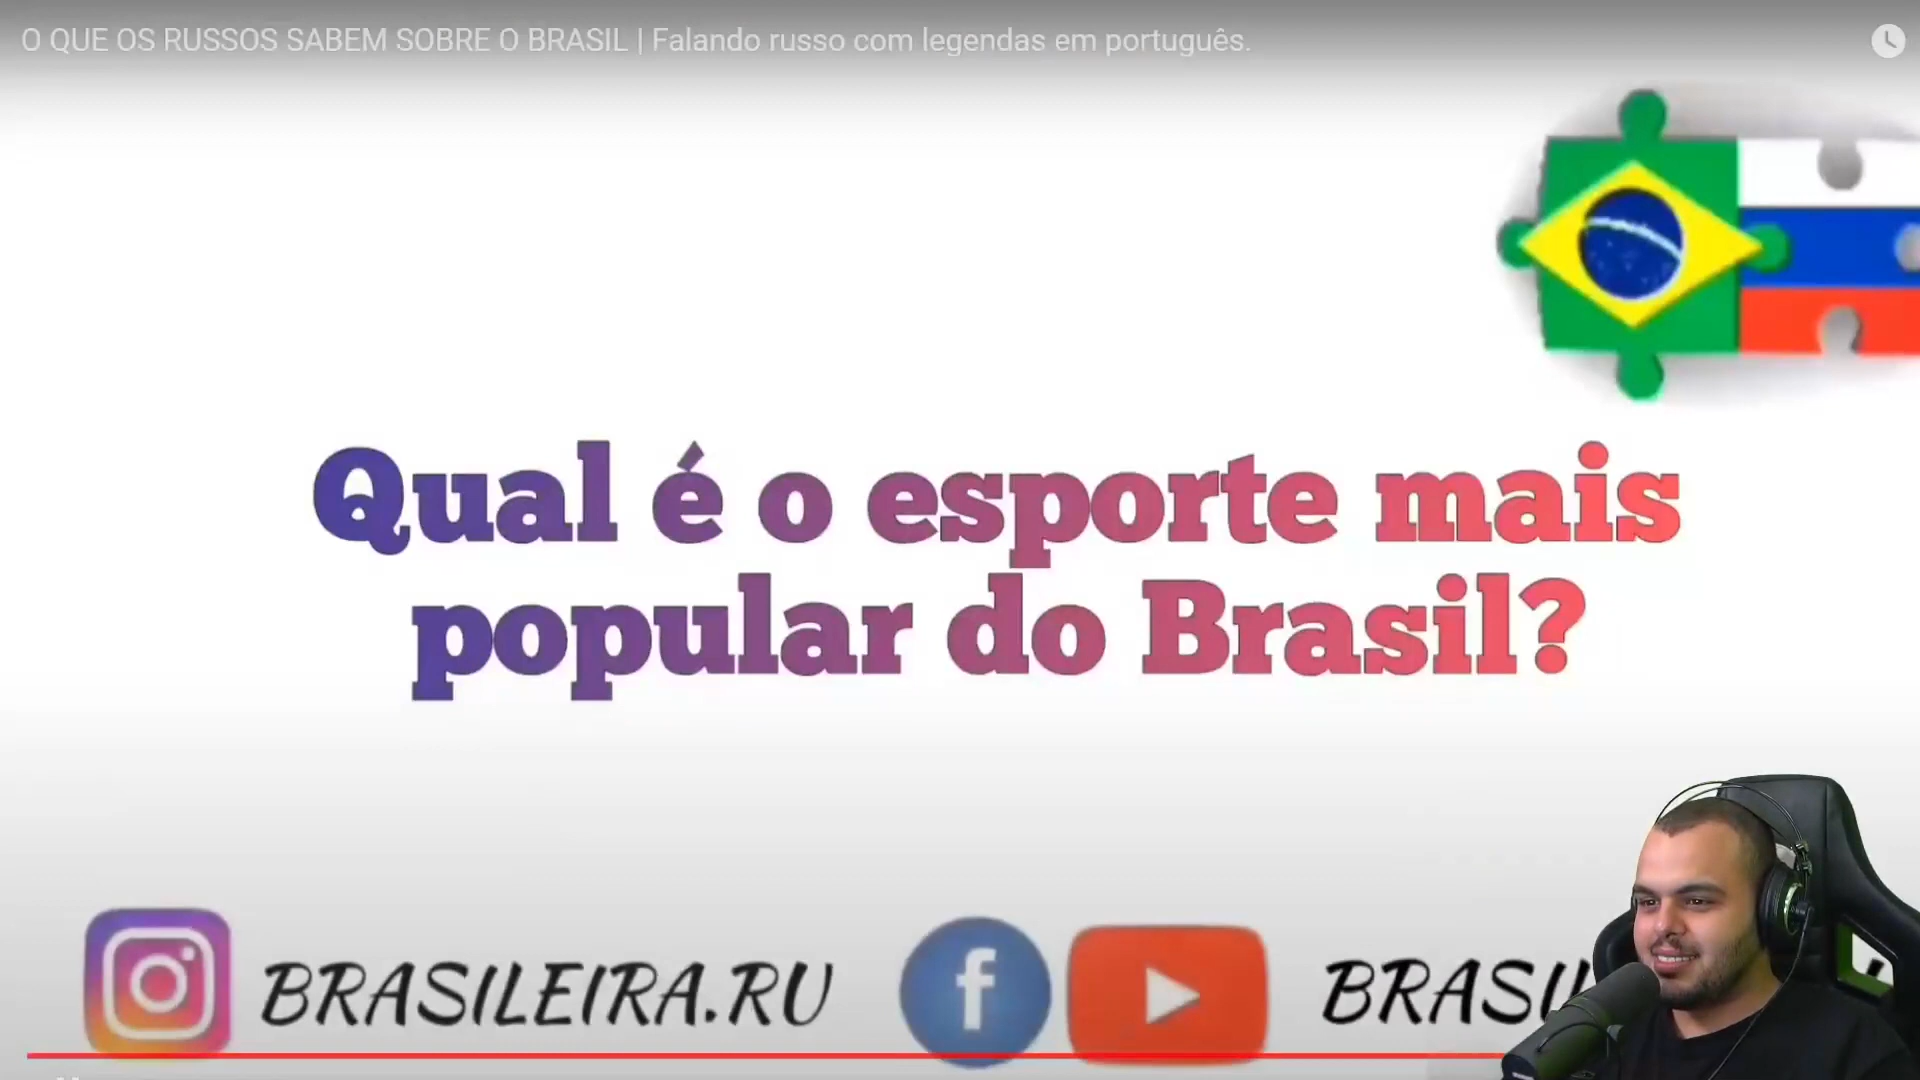 O QUE OS RUSSOS SABEM SOBRE O BRASIL | Falando russo com legendas em português.
Qual é o esporte mais
popular do Brasil?
BRASILEIRA.RU